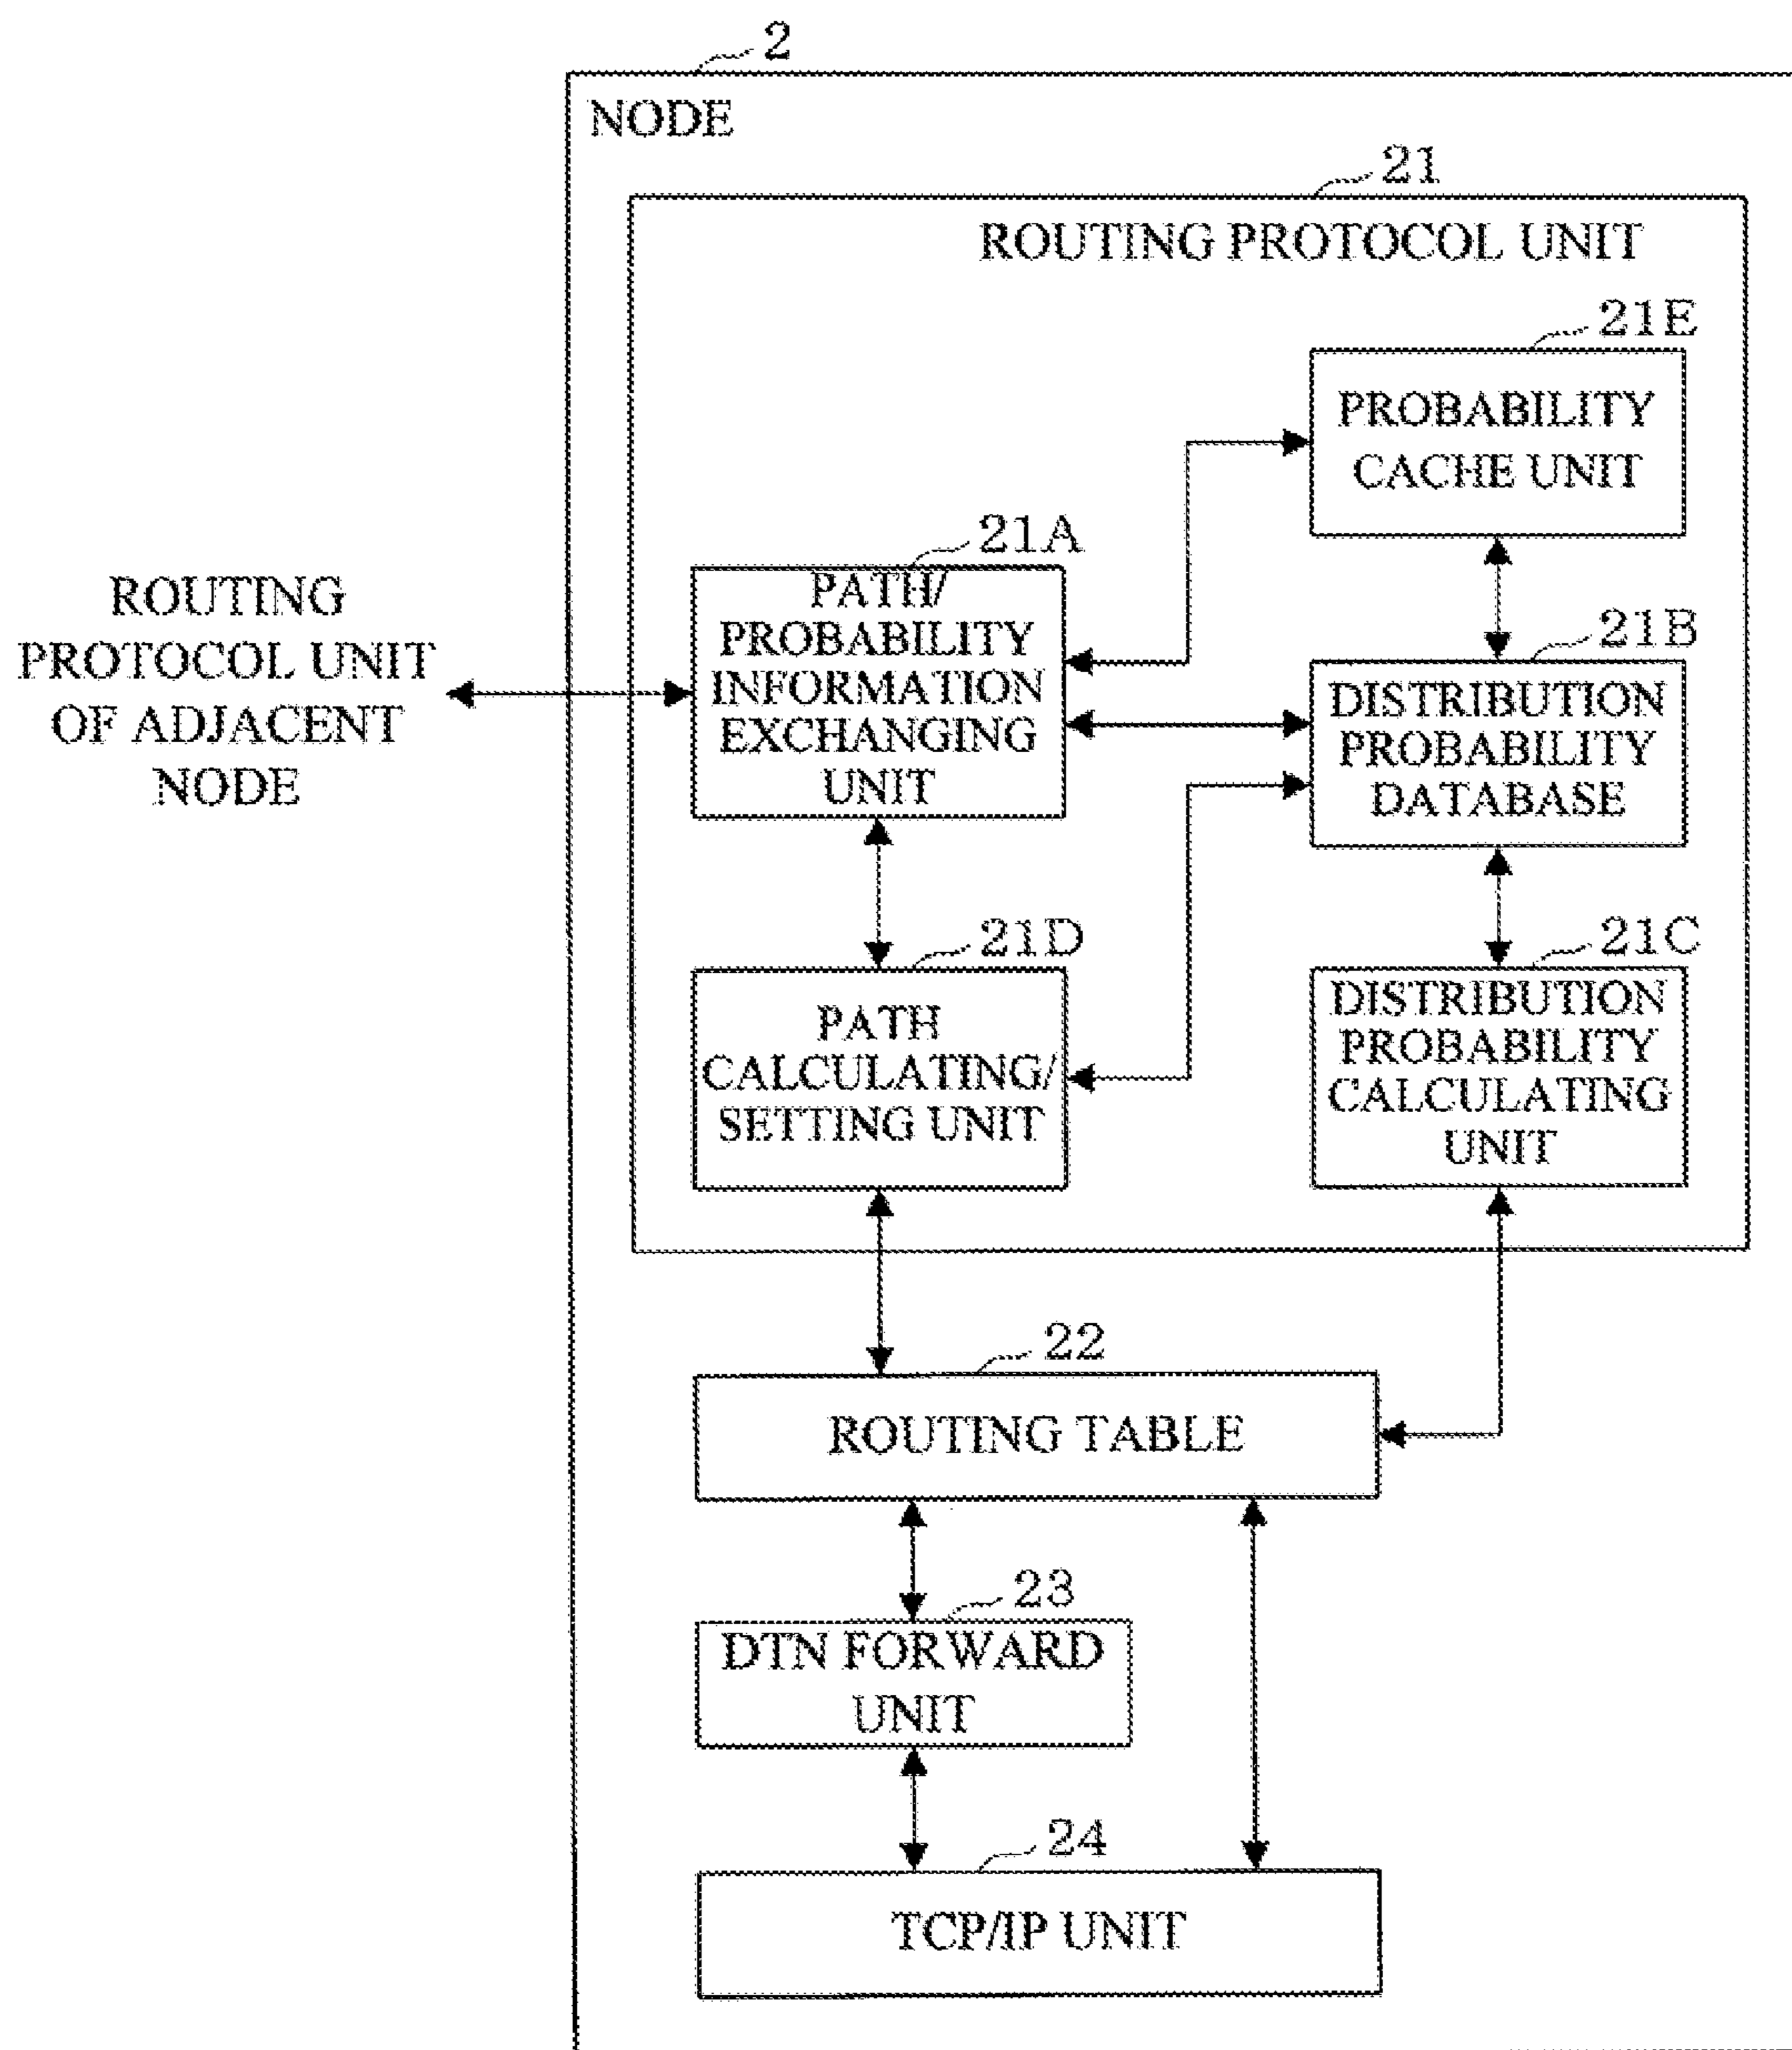 2
NODE
21
ROUTING PROTOCOL UNIT
21E
PROBABILITY
CACHE UNIT
21A
PATH/
PROBABILITY
INFORMATION
EXCHANGING
UNIT
ROUTING
PROTOCOL UNIT
OF ADJACENT
NODE
21B
DISTRIBUTION
PROBABILITY
DATABASE
21D
PATH
CALCULATING/
SETTING UNIT
21C
DISTRIBUTION
PROBABILITY
CALCULATING
UNIT
22
ROUTING TABLE
23
DTN FORWARD
UNIT
24
TCP/IP UNIT